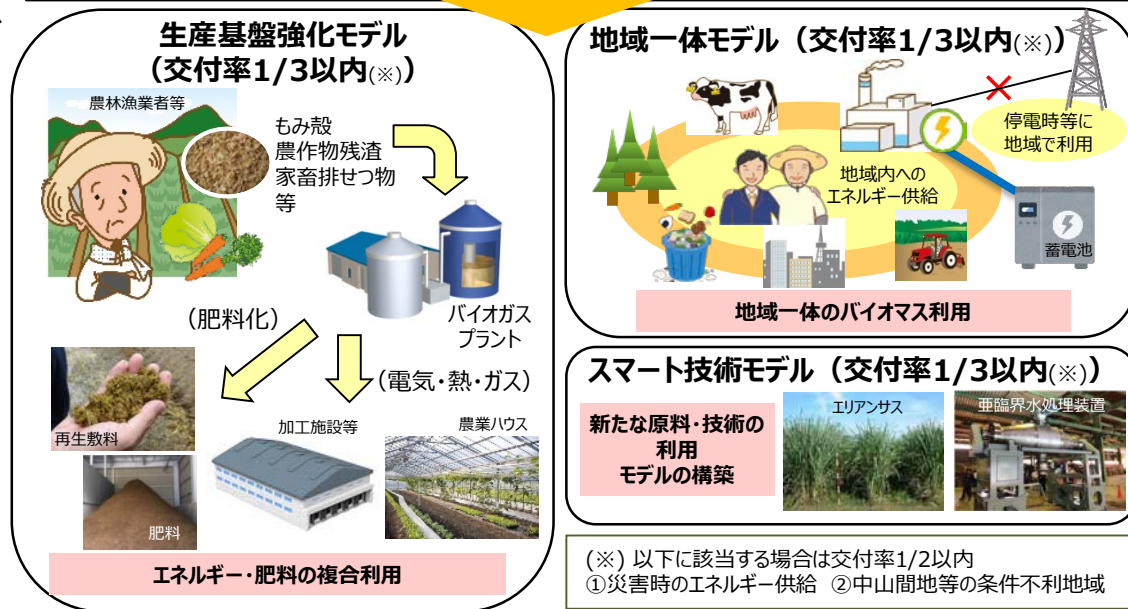 生産基盤強化モデル
（交付率1/3以内(※)）
農林漁業者等
もみ殻
農作物残渣
家畜排せつ物
等
バイオガス
プラント
（肥料化）
（電気・熱・ガス）
再生敷料
加工施設等
農業ハウス
肥料
エネルギー・肥料の複合利用
地域一体モデル（交付率1/3以内(※)）
停電時等に
地域で利用
地域内への
エネルギー供給
蓄電池
地域一体のバイオマス利用
スマート技術モデル（交付率1/3以内(※)）
新たな原料・技術の
利用
モデルの構築
エリアンサス
亜臨界水処理装置
(※) 以下に該当する場合は交付率1/2以内
①災害時のエネルギー供給 ②中山間地等の条件不利地域